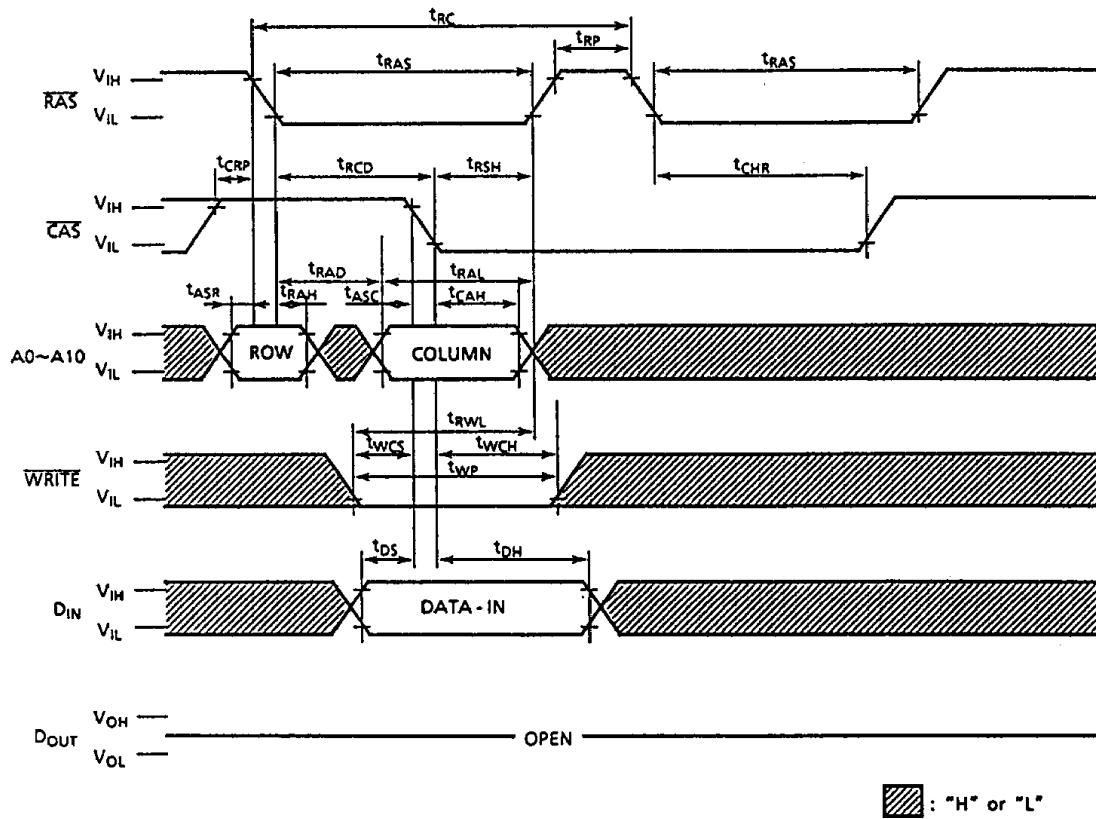 tRC
tRP
tRAS
tRAS
VIH
RAS
VIL
tCRP
tRCD
tRSH
tCHR
VIH
CAS
VIL
tRAD
tRAL
tASR
tRAH
tASC
tCAH
VIH
A0~A10
ROW
COLUMN
VIL
tRWL
tWCS
tWCH
VIH
WRITE
tWP
VIL
tDS
tDH
VIH
DIN
DATA-IN
VIL
VOH
DOUT
OPEN
VOL
: "H" or "L"